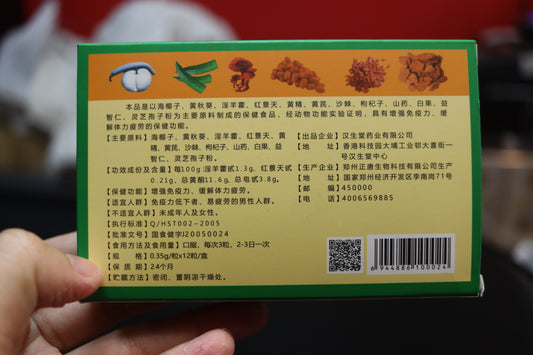 本品是以海椰子、黄秋葵、淫羊藿、红景天、黄精、黄芪、沙棘、枸杞子、山药、白果、益
智仁、灵芝孢子粉为主要原料制成的保健食品，经动物功能实验证明，具有增强免疫力、缓
解体力疲劳的保健功能。
【主要原料】海椰子、黄秋葵、淫羊藿、红景天、黄
精、黄芪、沙棘、枸杞子、山药、白果、益
智仁、灵芝孢子粉。
【功效成份及含量】每100g:淫羊藿甙1.3g、红景天甙
0.21g、总黄酮11.6g、总皂甙3.8g。
【保健功能】增强免疫力、缓解体力疲劳。
【适宜人群】免疫力低下者、易疲劳的男性人群。
【不适宜人群】未成年人及女性。
【执行标准】Q/HST002-2005
【批准文号】国食健字J20050024
【食用方法及食用量】口服，每次3粒，2-3日一次
【规 格】0.35g/粒×12粒/盒
【保 质 期】24个月
【贮藏方法】密闭、置阴凉干燥处。
【出品企业】汉生堂药业有限公司
【地 址】香港科技园大埔工业邨大喜街一
号汉生堂中心
【生产企业】郑州正唐生物科技有限公司生产
【地 址】国家郑州经济开发区李南岗71号
【邮 编】450000
【电 话】4006569885
6 944886 100024